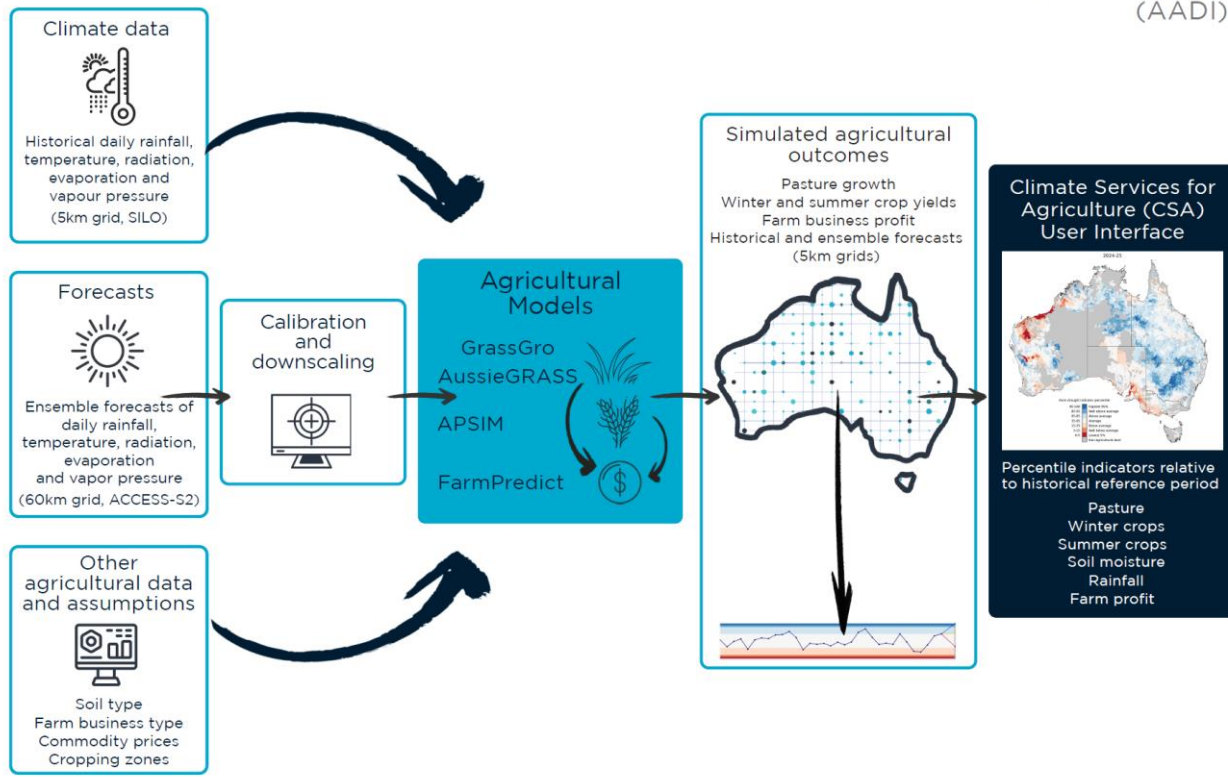 (AADI)
Climate data
Historical daily rainfall,
temperature, radiation,
evaporation and
vapour pressure
(5km grid, SILO)
Forecasts
Ensemble forecasts of
daily rainfall,
temperature, radiation,
evaporation
and vapor pressure
(60km grid, ACCESS-S2)
Other
agricultural data
and assumptions
Soil type
Farm business type
Commodity prices
Cropping zones
Calibration
and
downscaling
Agricultural
Models
GrassGro
AussieGRASS
APSIM
FarmPredict
$
Simulated agricultural
outcomes
Pasture growth
Winter and summer crop yields
Farm business profit
Historical and ensemble forecasts
(5km grids)
Climate Services for
Agriculture (CSA)
User Interface
2024-25
Percentile indicators relative
to historical reference period
Pasture
Winter crops
Summer crops
Soil moisture
Rainfall
Farm profit